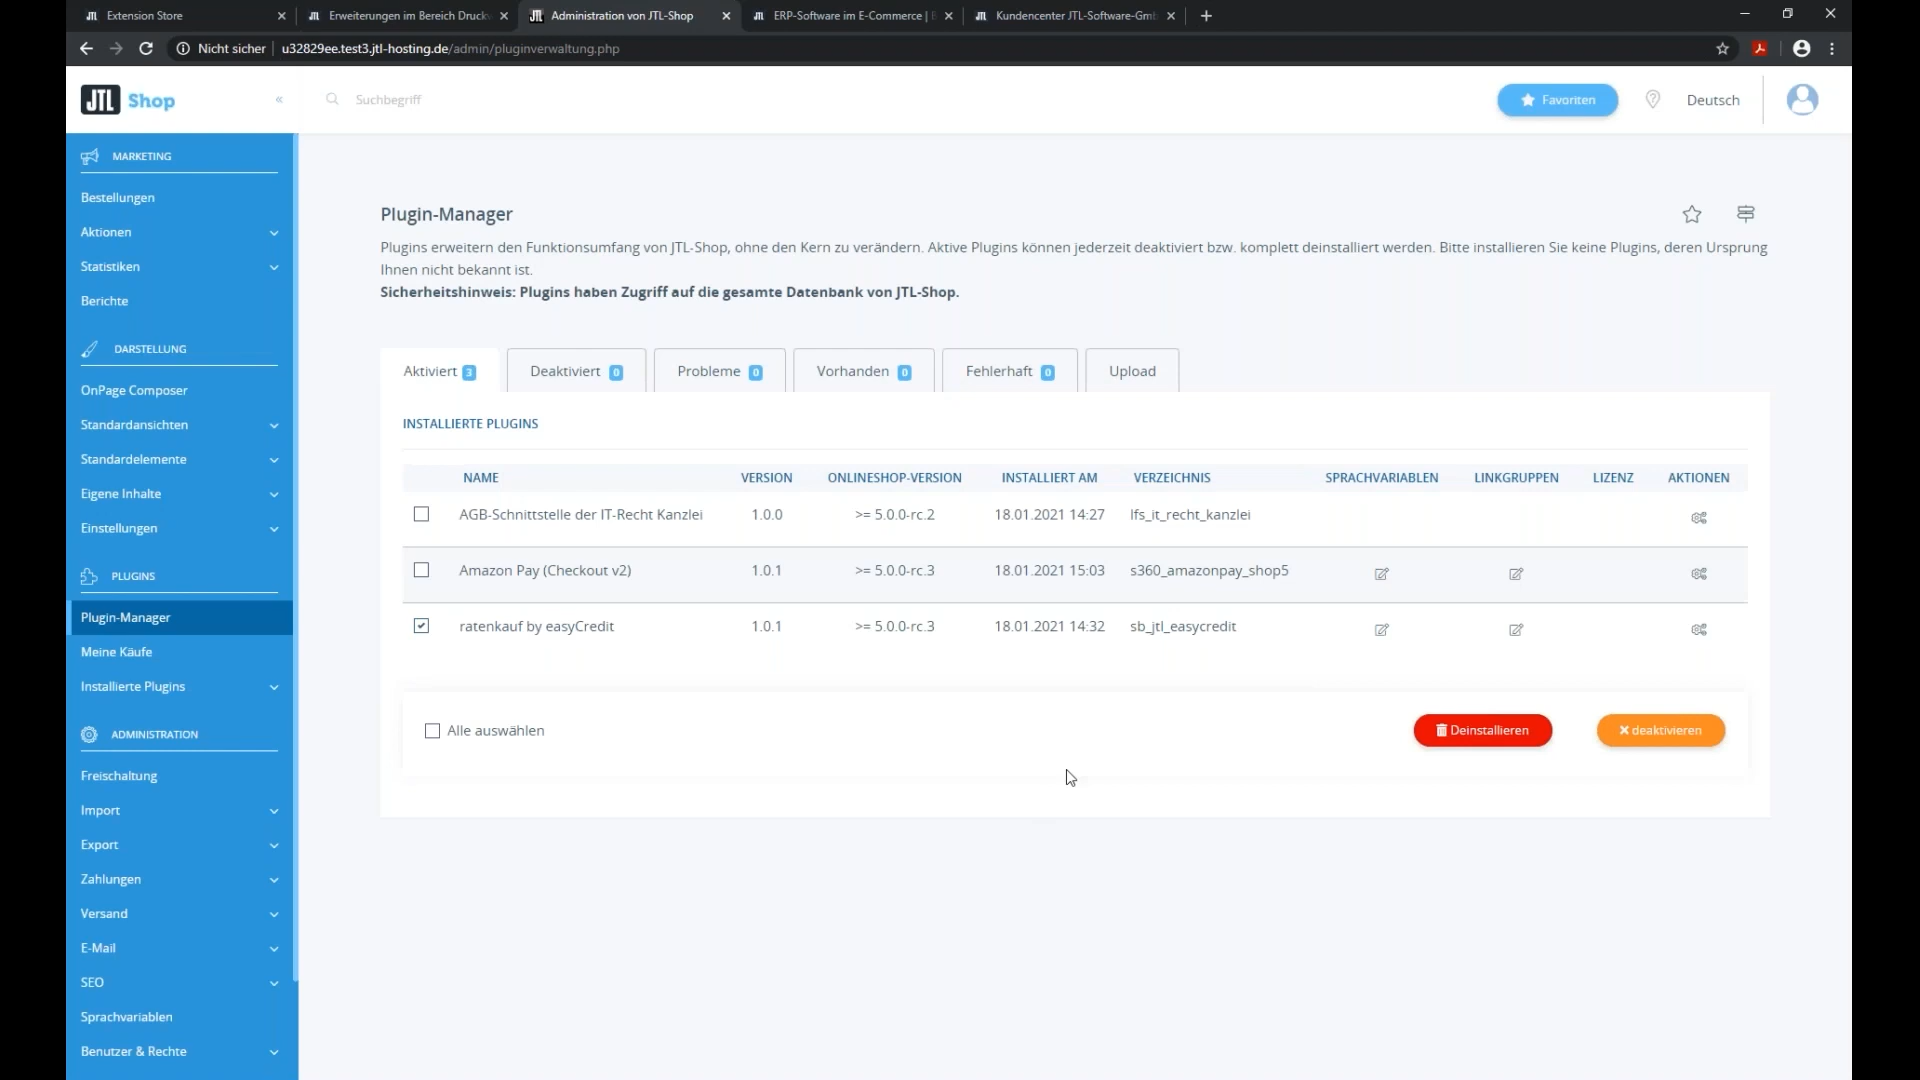 Extension Store
Erweiterungen im Bereich Druckv
Administration von JTL-Shop
ERP-Software im E-Commerce |
Kundencenter JTL-Software-Gm
Nicht sicher
u32829ee.test3.jtl-hosting.de/admin/pluginverwaltung.php
JTL Shop
«
Suchbegriff
Favoriten
Deutsch
MARKETING
Bestellungen
Aktionen
Statistiken
Berichte
DARSTELLUNG
OnPage Composer
Standardansichten
Standardelemente
Eigene Inhalte
Einstellungen
PLUGINS
Plugin-Manager
Meine Käufe
Installierte Plugins
ADMINISTRATION
Freischaltung
Import
Export
Zahlungen
Versand
E-Mail
SEO
Sprachvariablen
Benutzer & Rechte
Plugin-Manager
Plugins erweitern den Funktionsumfang von JTL-Shop, ohne den Kern zu verändern. Aktive Plugins können jederzeit deaktiviert bzw. komplett deinstalliert werden. Bitte installieren Sie keine Plugins, deren Ursprung
Ihnen nicht bekannt ist.
Sicherheitshinweis: Plugins haben Zugriff auf die gesamte Datenbank von JTL-Shop.
Aktiviert 3
Deaktiviert 0
Probleme 0
Vorhanden 0
Fehlerhaft 0
Upload
INSTALLIERTE PLUGINS
NAME VERSION ONLINESHOP-VERSION INSTALLIERT AM VERZEICHNIS SPRACHVARIABLEN LINKGRUPPEN LIZENZ AKTIONEN
AGB-Schnittstelle der IT-Recht Kanzlei 1.0.0 >= 5.0.0-rc.2 18.01.2021 14:27 lfs_it_recht_kanzlei
Amazon Pay (Checkout v2) 1.0.1 >= 5.0.0-rc.3 18.01.2021 15:03 s360_amazonpay_shop5
ratenkauf by easyCredit 1.0.1 >= 5.0.0-rc.3 18.01.2021 14:32 sb_jtl_easycredit
Alle auswählen
Deinstallieren
deaktivieren